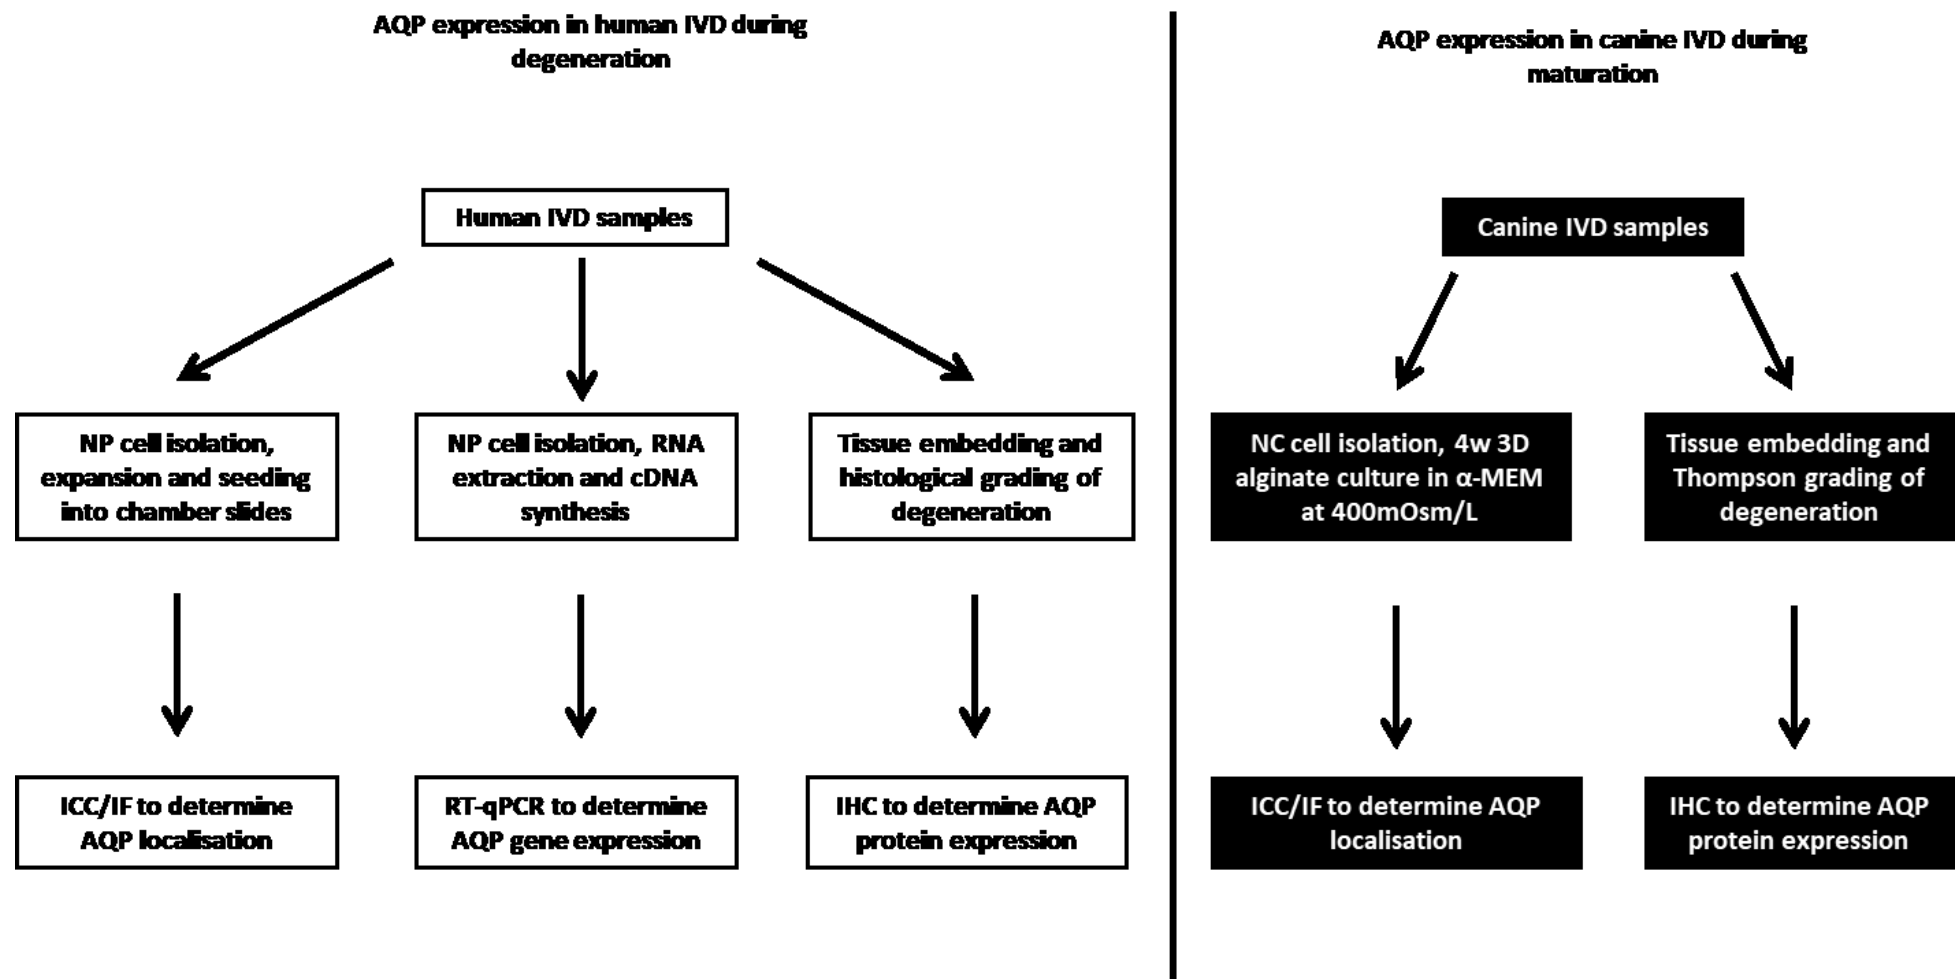 AQP expression in human IVD during
degeneration
Human IVD samples
NP cell isolation,
expansion and seeding
into chamber slides
NP cell isolation, RNA
extraction and cDNA
synthesis
Tissue embedding and
histological grading of
degeneration
ICC/IF to determine
AQP localisation
RT-qPCR to determine
AQP gene expression
IHC to determine AQP
protein expression
AQP expression in canine IVD during
maturation
Canine IVD samples
NC cell isolation, 4w 3D
alginate culture in α-MEM
at 400mOsm/L
Tissue embedding and
Thompson grading of
degeneration
ICC/IF to determine AQP
localisation
IHC to determine AQP
protein expression